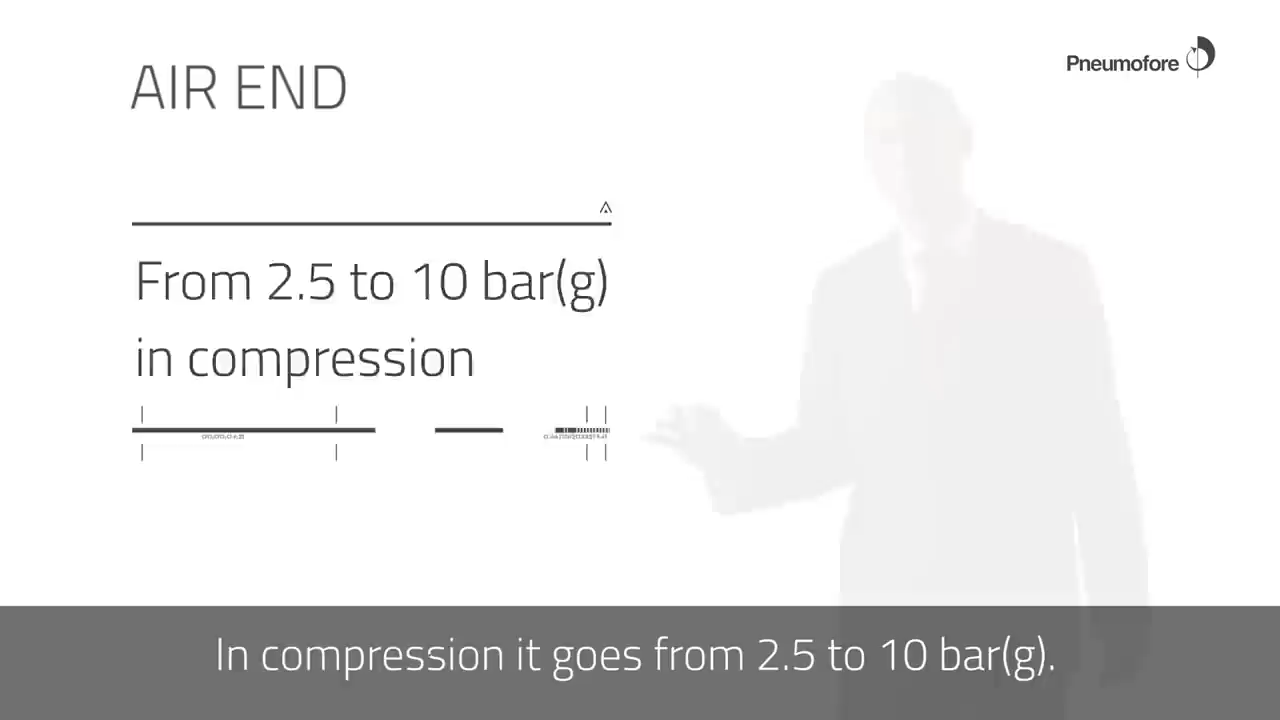 AIR END
Pneumofore
From 2.5 to 10 bar(g)
in compression
In compression it goes from 2.5 to 10 bar(g).